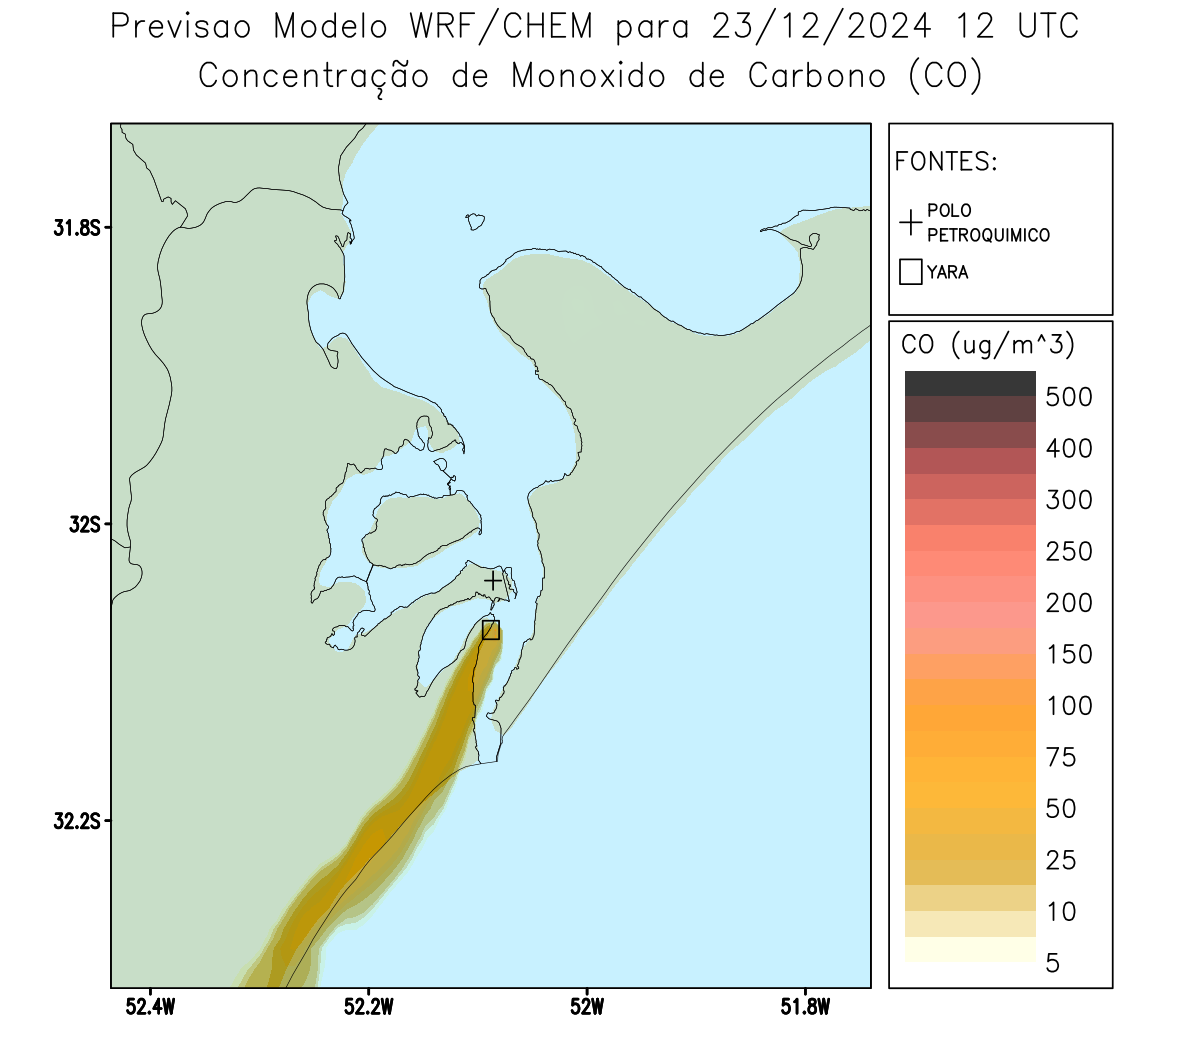 Previsao Modelo WRF/CHEM para 23/12/2024 12 UTC
Concentração de Monoxido de Carbono (CO)
FONTES:
POLO
PETROQUIMICO
YARA
CO (ug/m^3)
500
400
300
250
200
150
100
75
50
25
10
5
31.8S
32S
32.2S
52.4W
52.2W
52W
51.8W